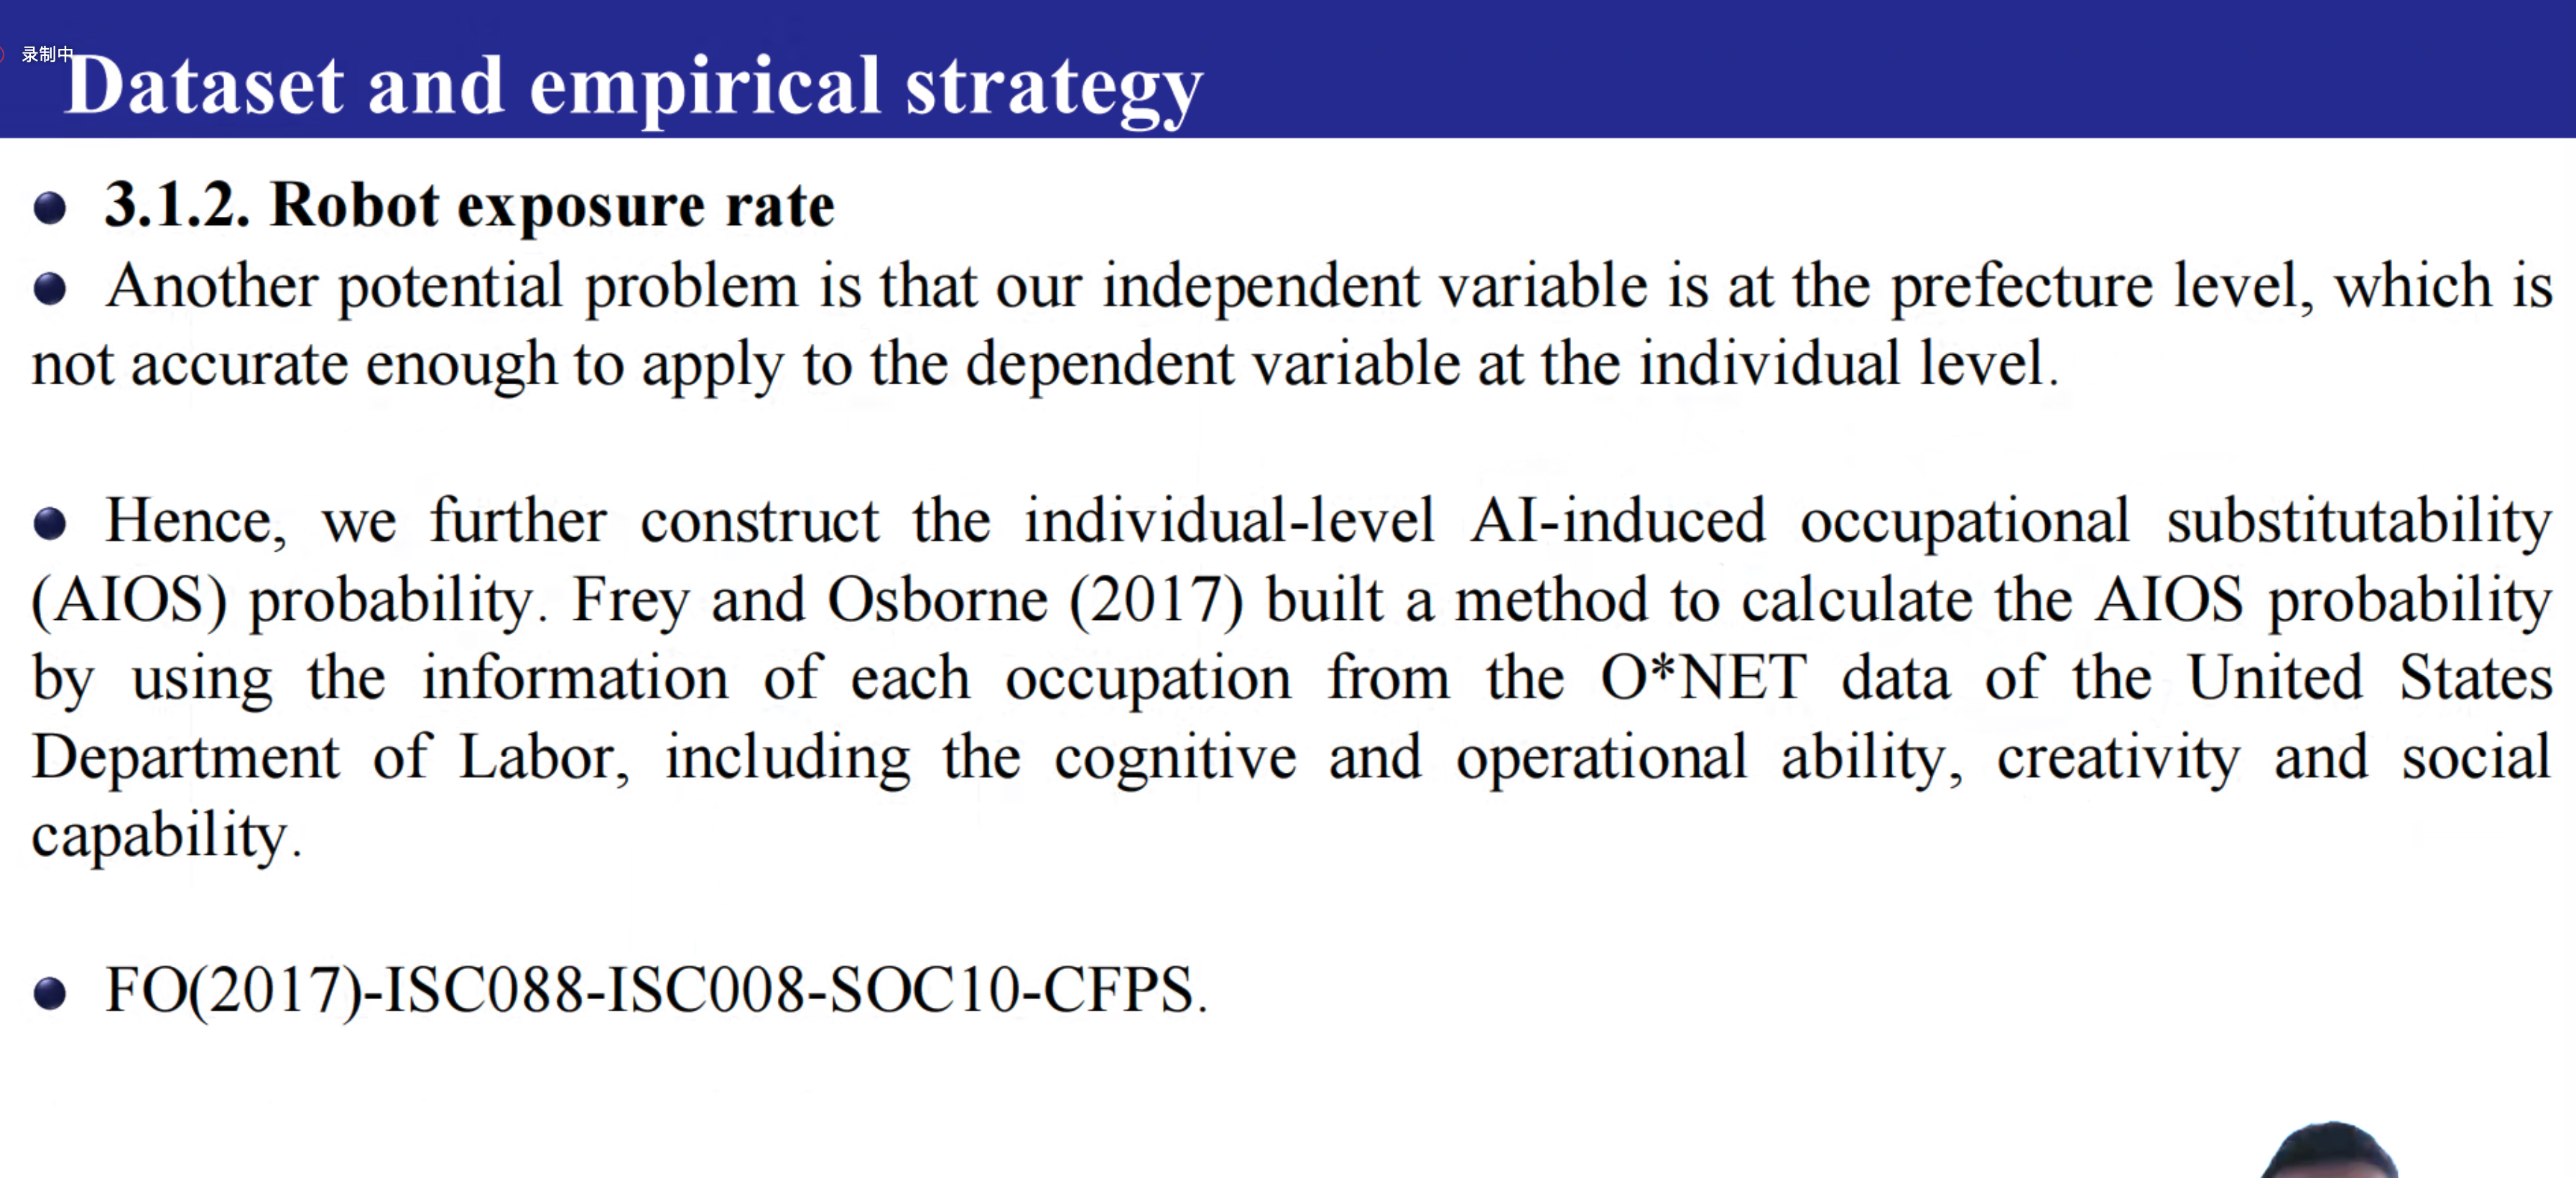 录制中
Dataset and empirical strategy
3.1.2. Robot exposure rate
Another potential problem is that our independent variable is at the prefecture level, which is
not accurate enough to apply to the dependent variable at the individual level.
Hence, we further construct the individual-level AI-induced occupational substitutability
(AIOS) probability. Frey and Osborne (2017) built a method to calculate the AIOS probability
by using the information of each occupation from the O*NET data of the United States
Department of Labor, including the cognitive and operational ability, creativity and social
capability.
FO(2017)-ISC088-ISC008-SOC10-CFPS.